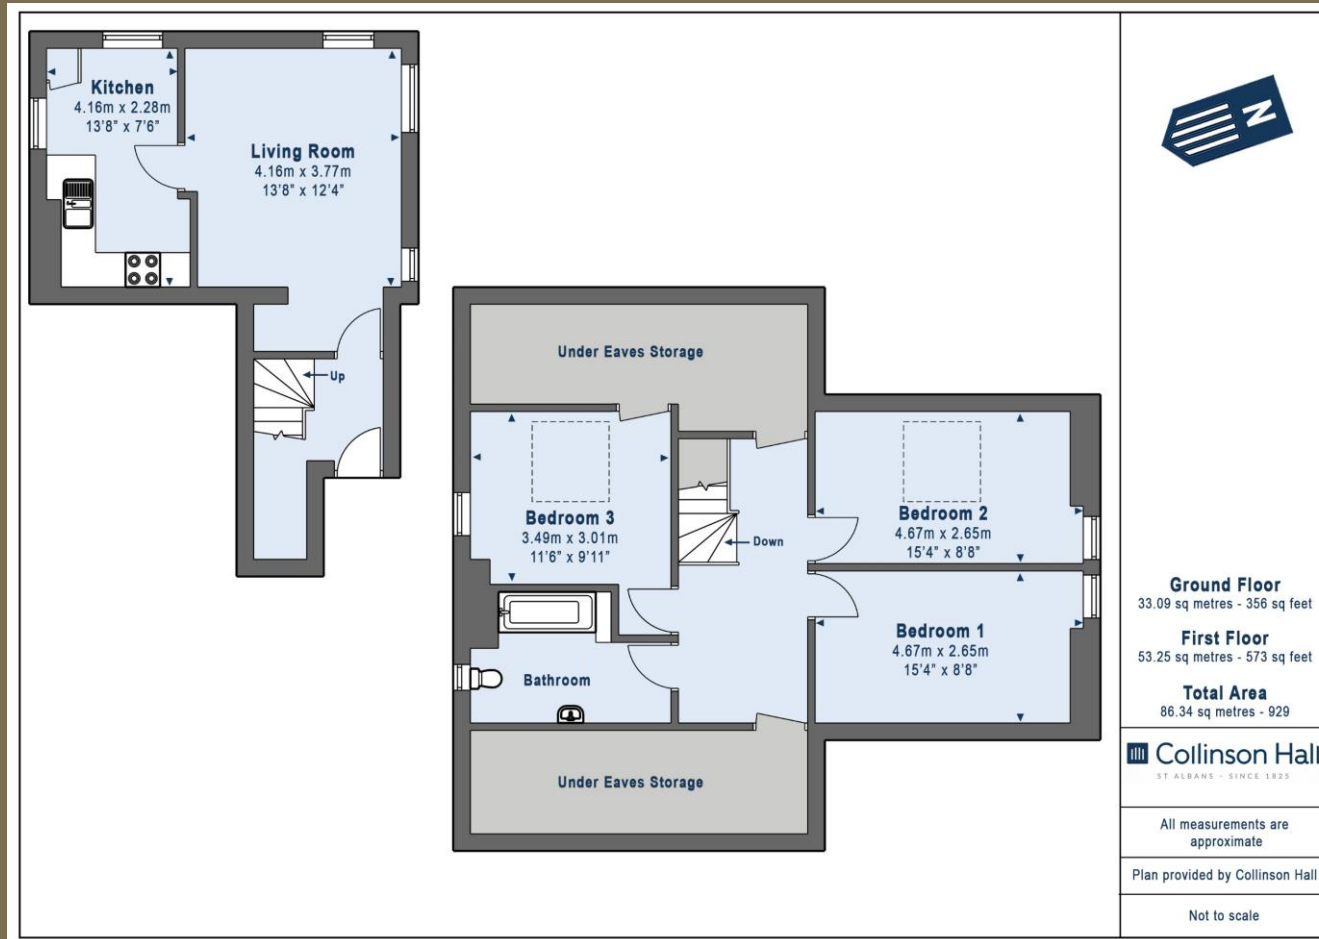 Kitchen
4.16m x 2.28m
13'8" x 7'6"
Living Room
4.16m x 3.77m
13'8" x 12'4"
Up
Under Eaves Storage
Bedroom 3
3.49m x 3.01m
11'6" x 9'11"
Down
Bedroom 2
4.67m x 2.65m
15'4" x 8'8"
Bedroom 1
4.67m x 2.65m
15'4" x 8'8"
Bathroom
Under Eaves Storage
N
Ground Floor
33.09 sq metres - 356 sq feet
First Floor
53.25 sq metres - 573 sq feet
Total Area
86.34 sq metres - 929
Collinson Hall
ST ALBANS - SINCE 1825
All measurements are
approximate
Plan provided by Collinson Hall
Not to scale